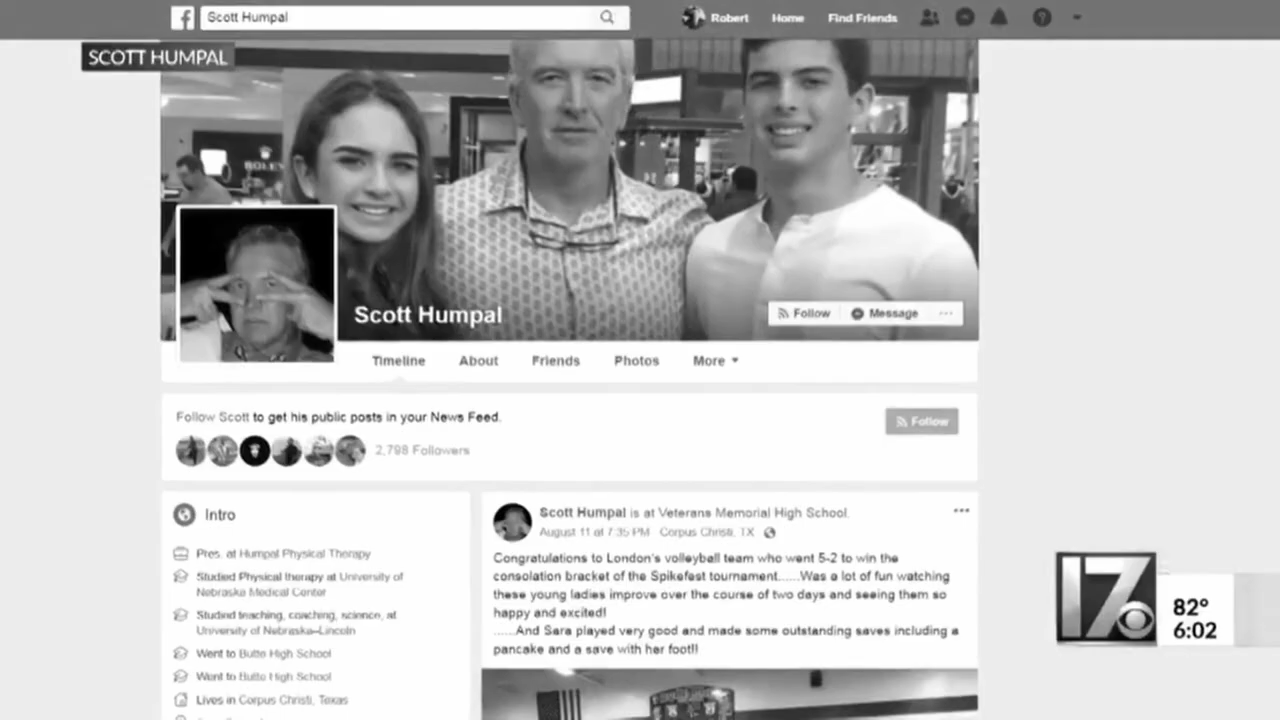 Scott Humpal
Robert
Home
Find Friends
SCOTT HUMPAL
ROLEX
Scott Humpal
Follow
Message
Timeline
About
Friends
Photos
More
Follow Scott to get his public posts in your News Feed.
Follow
2,798 Followers
Intro
Pres. at Humpal Physical Therapy
Studied Physical therapy at University of
Nebraska Medical Center
Studied teaching, coaching, science, at
University of Nebraska–Lincoln
Went to Butte High School
Went to Butte High School
Lives in Corpus Christi, Texas
Scott Humpal is at Veterans Memorial High School.
August 11 at 7:35 PM · Corpus Christi, TX
Congratulations to London's volleyball team who went 5-2 to win the
consolation bracket of the Spikefest tournament......Was a lot of fun watching
these young ladies improve over the course of two days and seeing them so
happy and excited!
......And Sara played very good and made some outstanding saves including a
pancake and a save with her foot!!
17
82°
6:02